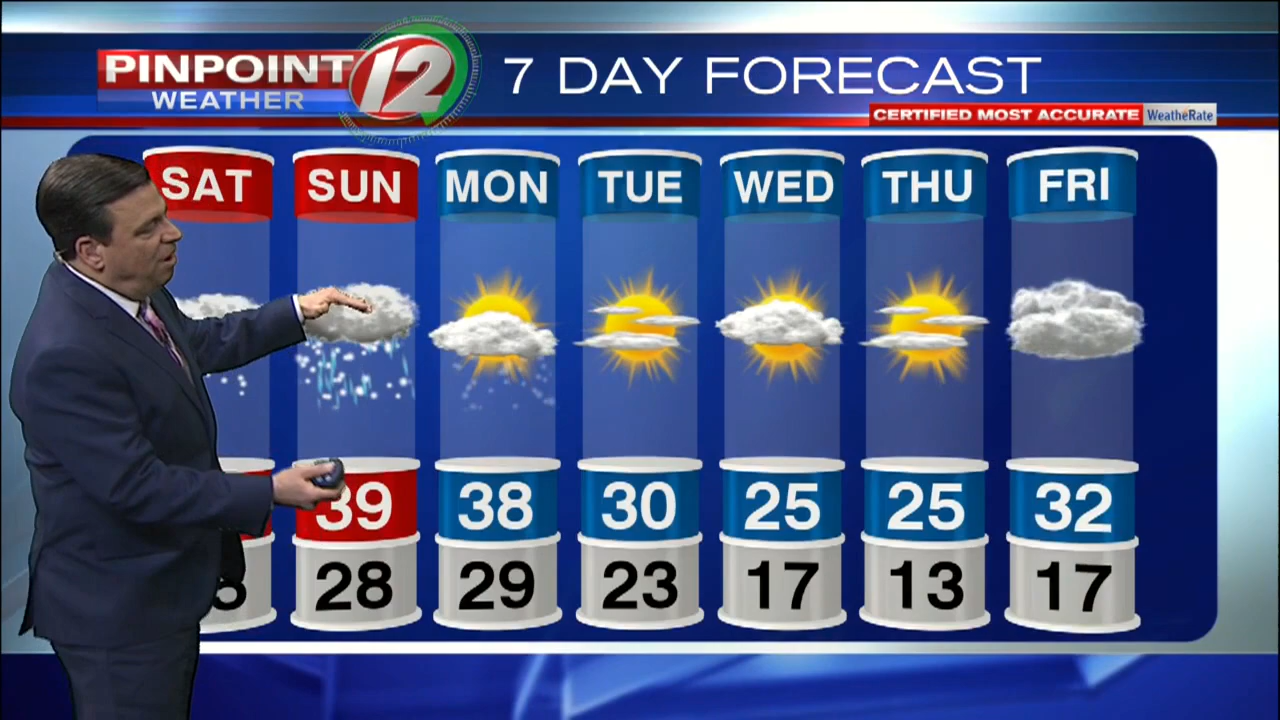 PINPOINT
WEATHER
12
7 DAY FORECAST
CERTIFIED MOST ACCURATE WeatheRate
SAT SUN MON TUE WED THU FRI
39 38 30 25 25 32
28 29 23 17 13 17